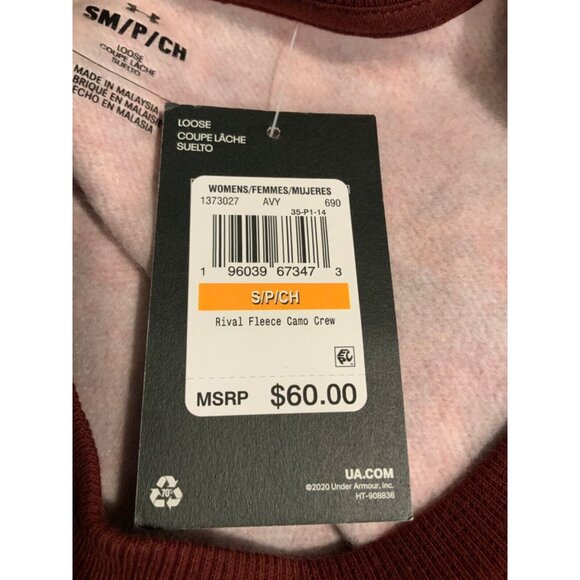 SM/P/CH
LOOSE
COUPE LÂCHE
SUELTO
MADE IN MALAYSIA
FABRIQUÉ EN MALAISIE
HECHO EN MALASIA
LOOSE
COUPE LÂCHE
SUELTO
WOMENS/FEMMES/MUJERES
1373027 AVY 690
35-P1-14
1 96039 67347 3
S/P/CH
Rival Fleece Camo Crew
MSRP $60.00
70%
UA.COM
©2020 Under Armour, Inc.
HT-908836